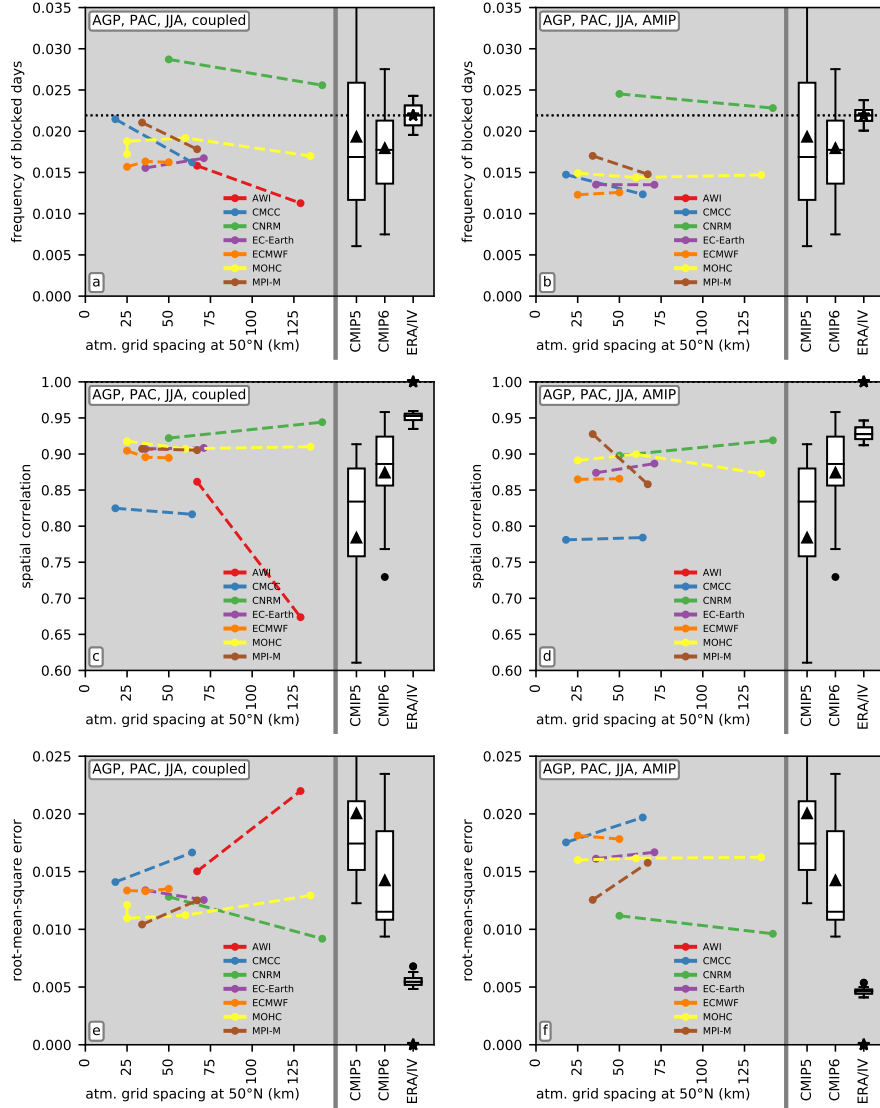 AGP, PAC, JJA, coupled
frequency of blocked days
0.035
0.030
0.025
0.020
0.015
0.010
0.005
0.000
AWI
CMCC
CNRM
EC-Earth
ECMWF
MOHC
MPI-M
a
0
25
50
75
100
125
atm. grid spacing at 50°N (km)
CMIP5
CMIP6
ERA/IV
AGP, PAC, JJA, AMIP
frequency of blocked days
0.035
0.030
0.025
0.020
0.015
0.010
0.005
0.000
AWI
CMCC
CNRM
EC-Earth
ECMWF
MOHC
MPI-M
b
0
25
50
75
100
125
atm. grid spacing at 50°N (km)
CMIP5
CMIP6
ERA/IV
AGP, PAC, JJA, coupled
spatial correlation
1.00
0.95
0.90
0.85
0.80
0.75
0.70
0.65
0.60
AWI
CMCC
CNRM
EC-Earth
ECMWF
MOHC
MPI-M
c
0
25
50
75
100
125
atm. grid spacing at 50°N (km)
CMIP5
CMIP6
ERA/IV
AGP, PAC, JJA, AMIP
spatial correlation
1.00
0.95
0.90
0.85
0.80
0.75
0.70
0.65
0.60
AWI
CMCC
CNRM
EC-Earth
ECMWF
MOHC
MPI-M
d
0
25
50
75
100
125
atm. grid spacing at 50°N (km)
CMIP5
CMIP6
ERA/IV
AGP, PAC, JJA, coupled
root-mean-square error
0.025
0.020
0.015
0.010
0.005
0.000
AWI
CMCC
CNRM
EC-Earth
ECMWF
MOHC
MPI-M
e
0
25
50
75
100
125
atm. grid spacing at 50°N (km)
CMIP5
CMIP6
ERA/IV
AGP, PAC, JJA, AMIP
root-mean-square error
0.025
0.020
0.015
0.010
0.005
0.000
AWI
CMCC
CNRM
EC-Earth
ECMWF
MOHC
MPI-M
f
0
25
50
75
100
125
atm. grid spacing at 50°N (km)
CMIP5
CMIP6
ERA/IV